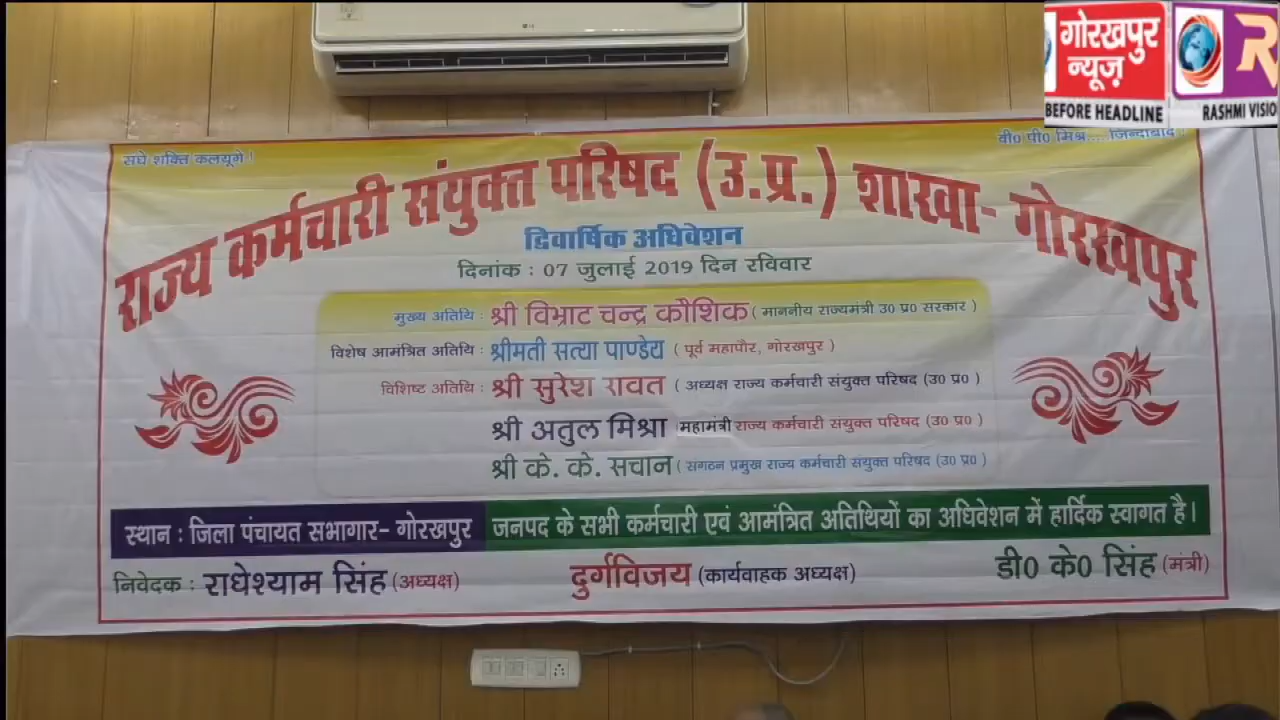 गोरखपुर
न्यूज़
BEFORE HEADLINE
R
RASHMI VISIO
संघे शक्ति कलयूगे !
वी0 पी0 मिश्र.... जिन्दाबाद !
राज्य कर्मचारी संयुक्त परिषद (उ.प्र.) शाखा- गोरखपुर
द्विवार्षिक अधिवेशन
दिनांक : 07 जुलाई 2019 दिन रविवार
मुख्य अतिथि : श्री विभ्राट चन्द्र कौशिक ( माननीय राज्यमंत्री उ0 प्र0 सरकार )
विशेष आमंत्रित अतिथि : श्रीमती सत्या पाण्डेय ( पूर्व महापौर, गोरखपुर )
विशिष्ट अतिथि : श्री सुरेश रावत ( अध्यक्ष राज्य कर्मचारी संयुक्त परिषद (उ0 प्र0 )
श्री अतुल मिश्रा (महामंत्री राज्य कर्मचारी संयुक्त परिषद (उ0 प्र0 )
श्री के. के. सचान ( संगठन प्रमुख राज्य कर्मचारी संयुक्त परिषद (उ0 प्र0 )
स्थान : जिला पंचायत सभागार- गोरखपुर जनपद के सभी कर्मचारी एवं आमंत्रित अतिथियों का अधिवेशन में हार्दिक स्वागत है।
निवेदक : राधेश्याम सिंह (अध्यक्ष) दुर्गविजय (कार्यवाहक अध्यक्ष) डी0 के0 सिंह (मंत्री)